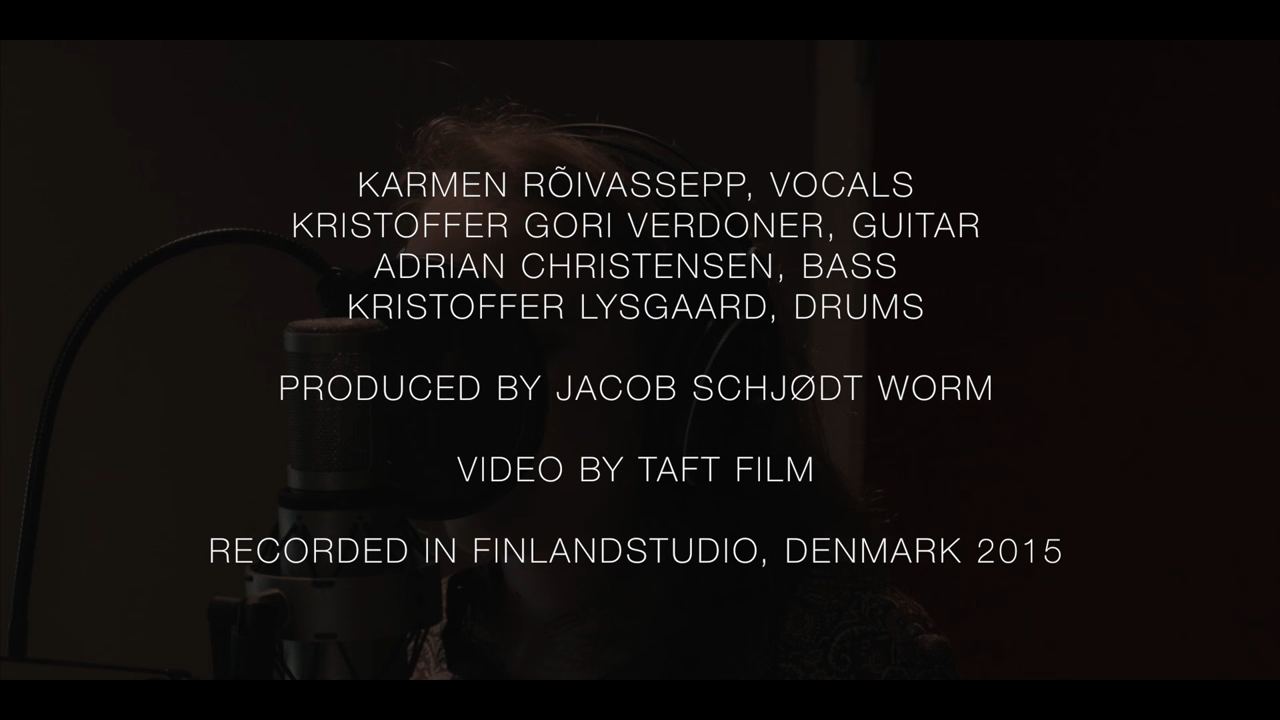 KARMEN RÕIVASSEPP, VOCALS
KRISTOFFER GORI VERDONER, GUITAR
ADRIAN CHRISTENSEN, BASS
KRISTOFFER LYSGAARD, DRUMS
PRODUCED BY JACOB SCHJØDT WORM
VIDEO BY TAFT FILM
RECORDED IN FINLANDSTUDIO, DENMARK 2015